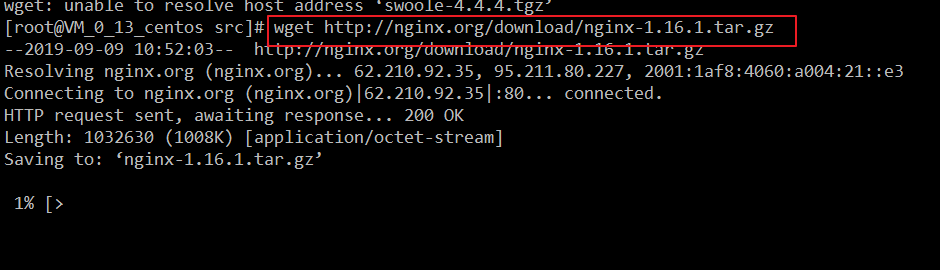 wget: unable to resolve host address ‘swoole-4.4.4.tgz’
[root@VM_0_13_centos src]# wget http://nginx.org/download/nginx-1.16.1.tar.gz
--2019-09-09 10:52:03--  http://nginx.org/download/nginx-1.16.1.tar.gz
Resolving nginx.org (nginx.org)... 62.210.92.35, 95.211.80.227, 2001:1af8:4060:a004:21::e3
Connecting to nginx.org (nginx.org)|62.210.92.35|:80... connected.
HTTP request sent, awaiting response... 200 OK
Length: 1032630 (1008K) [application/octet-stream]
Saving to: ‘nginx-1.16.1.tar.gz’
1% [>